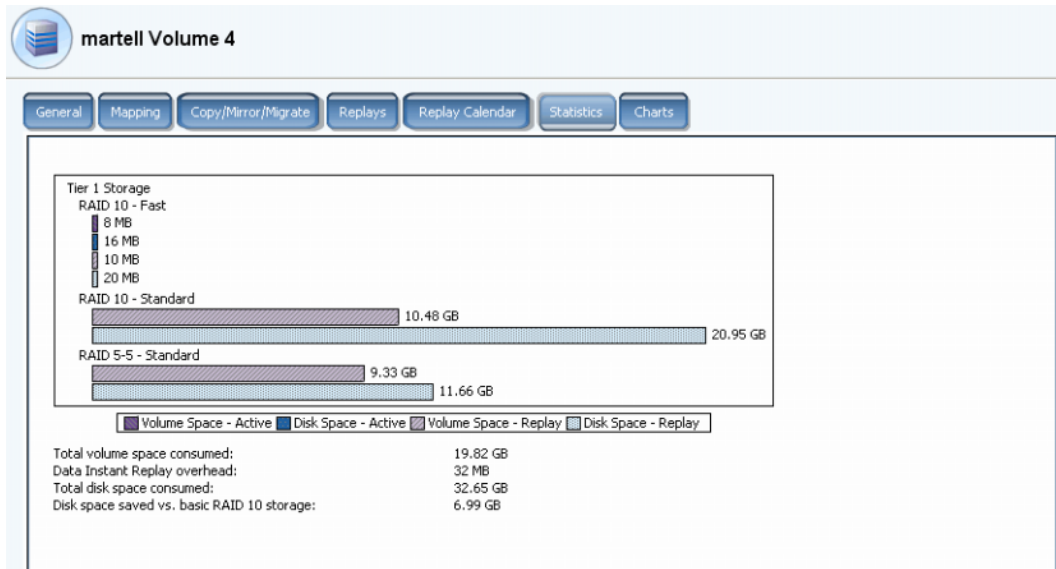 martell Volume 4
General Mapping Copy/Mirror/Migrate Replays Replay Calendar Statistics Charts
Tier 1 Storage
RAID 10 - Fast
8 MB
16 MB
10 MB
20 MB
RAID 10 - Standard
10.48 GB
20.95 GB
RAID 5-5 - Standard
9.33 GB
11.66 GB
Volume Space - Active Disk Space - Active Volume Space - Replay Disk Space - Replay
Total volume space consumed: 19.82 GB
Data Instant Replay overhead: 32 MB
Total disk space consumed: 32.65 GB
Disk space saved vs. basic RAID 10 storage: 6.99 GB